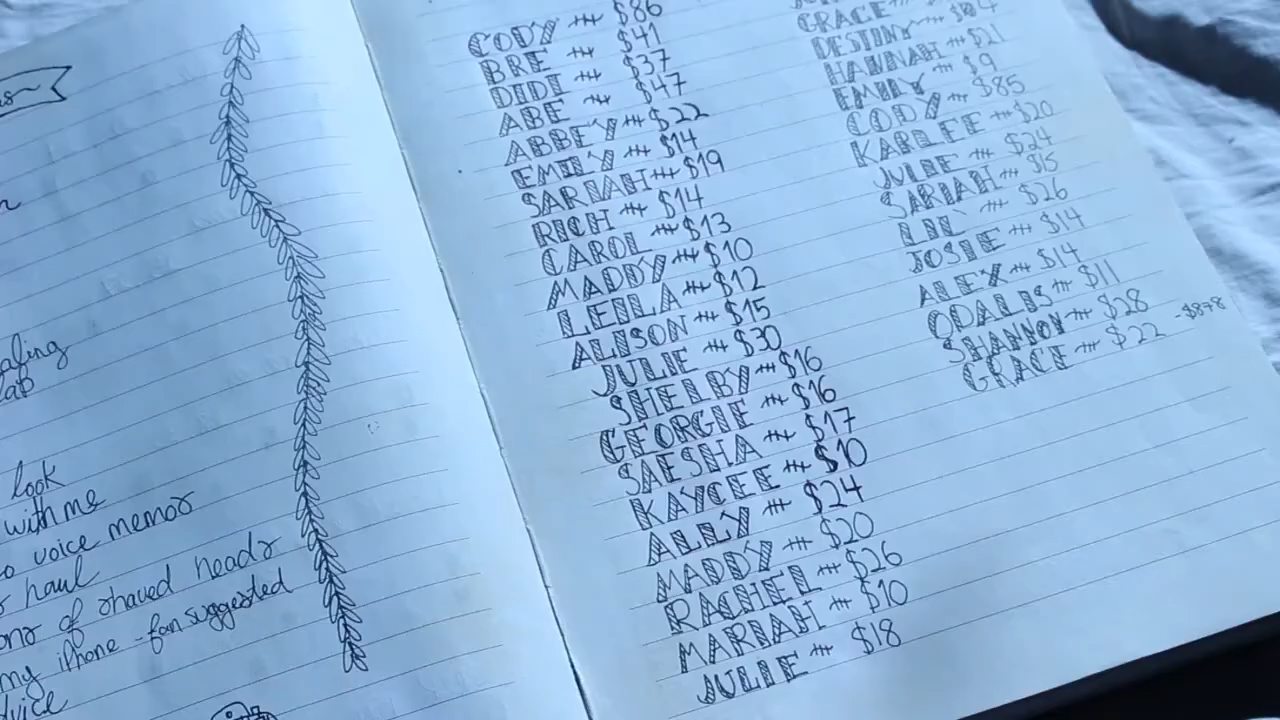 look
with me
voice memor
haul
of shaved heads
my iphone - fan suggested
CODY $86
BRE $41
DIDI $37
ABE $47
ABBEY $22
EMILY $14
SARIAH $19
RICH $14
CAROL $13
MADDY $10
LEILA $12
ALISON $15
JULIE $30
SHELBY $16
GEORGIE $16
SAESHA $17
KAYCEE $10
ALLY $24
MADDY $20
RACHEL $26
MARIAH $10
JULIE $18
GRACE
DESTINY
HANNAH $21
EMILY $9
CODY $85
KARLEE $20
JULIE $24
SARIAH $15
LIL $26
JOSIE $14
ALEX $14
ODALIS $11
SHANNON $28
GRACE $22 -$878